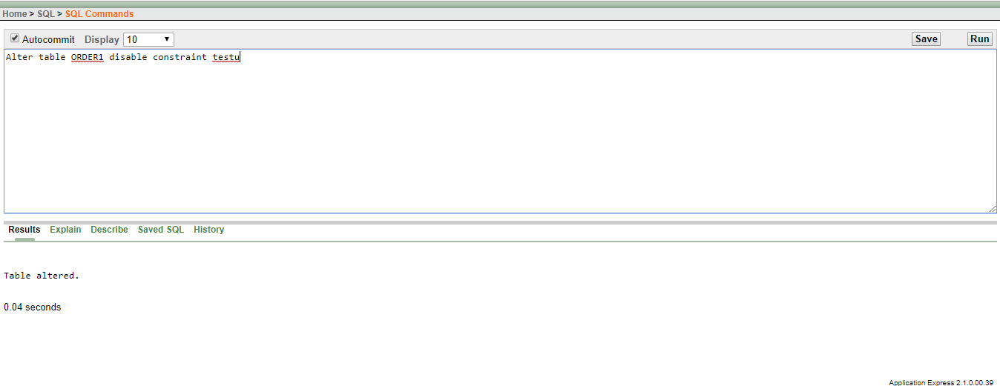 Home > SQL > SQL Commands
Autocommit Display 10 Save Run
Alter table ORDER1 disable constraint testu
Results Explain Describe Saved SQL History
Table altered.
0.04 seconds
Application Express 2.1.0.00.39